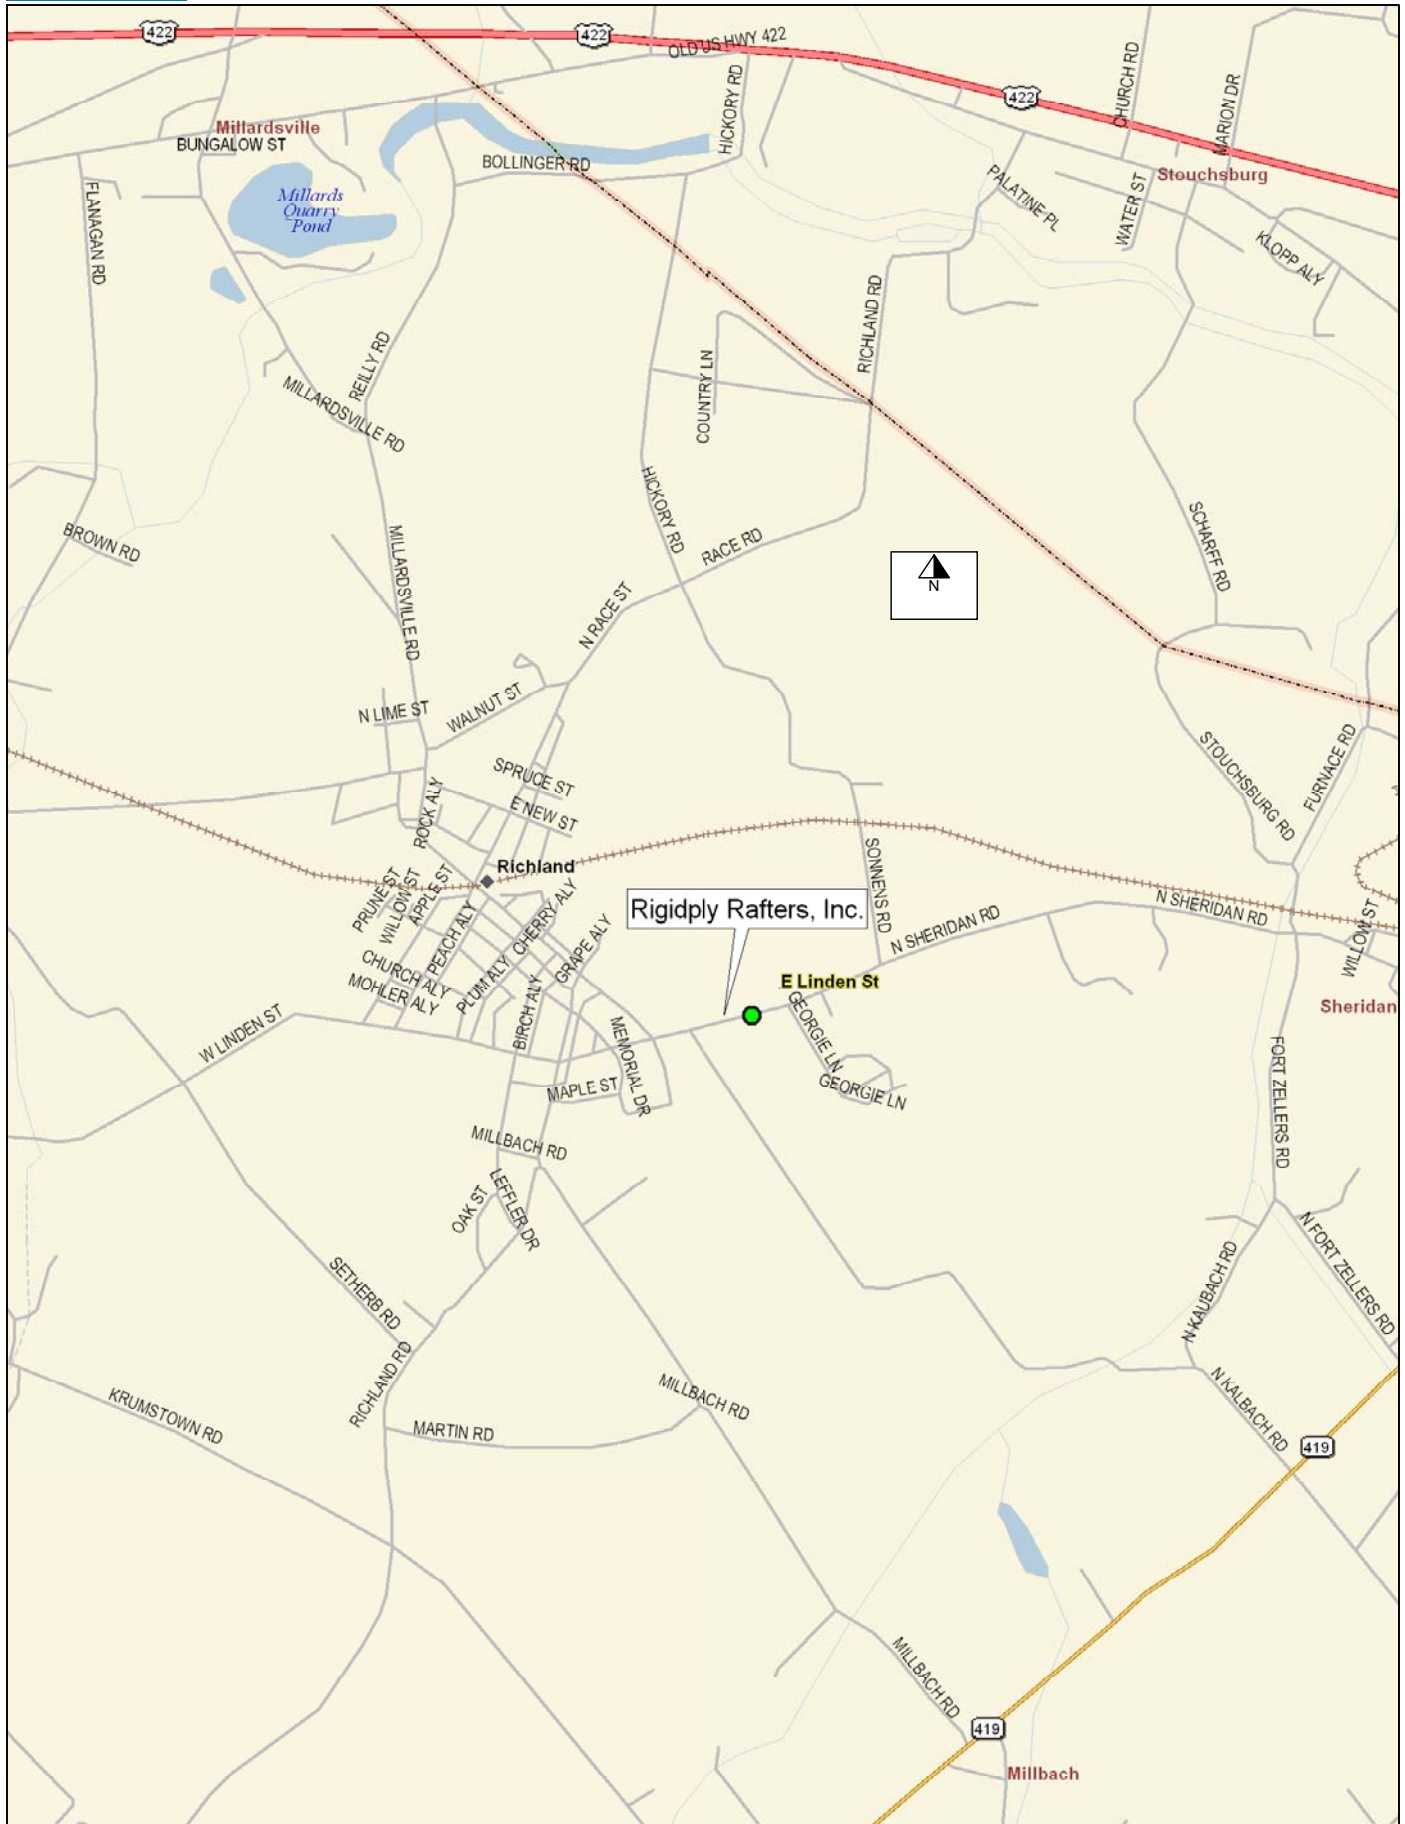 422
422
OLD US HWY 422
422
CHURCH RD
MARION DR
HICKORY RD
Millardsville
BUNGALOW ST
BOLLINGER RD
Stouchsburg
PALATINE PL
WATER ST
KLOPP ALY
Millards
Quarry
Pond
FLANAGAN RD
RICHLAND RD
REILLY RD
COUNTRY LN
MILLARDSVILLE RD
HICKORY RD
RACE RD
SCHARFF RD
BROWN RD
MILLARDSVILLE RD
N
N RACE ST
N LIME ST
WALNUT ST
STOUCHSBURG RD
FURNACE RD
SPRUCE ST
E NEW ST
ROCK ALY
SONNENS RD
Richland
PRUNE ST
WILLOW ST
APPLE ST
PEACH ALY
CHERRY ALY
GRAPE ALY
Rigidply Rafters, Inc.
N SHERIDAN RD
N SHERIDAN RD
WILLOW ST
CHURCH ALY
MOHLER ALY
PLUM ALY
BIRCH ALY
E Linden St
Sheridan
W LINDEN ST
MEMORIAL DR
GEORGIE LN
GEORGIE LN
MAPLE ST
FORT ZELLERS RD
MILLBACH RD
OAK ST
LEFFLER DR
N FORT ZELLERS RD
N KAUBACH RD
SETHERB RD
RICHLAND RD
KRUMSTOWN RD
MARTIN RD
MILLBACH RD
N KALBACH RD
419
MILLBACH RD
419
Millbach